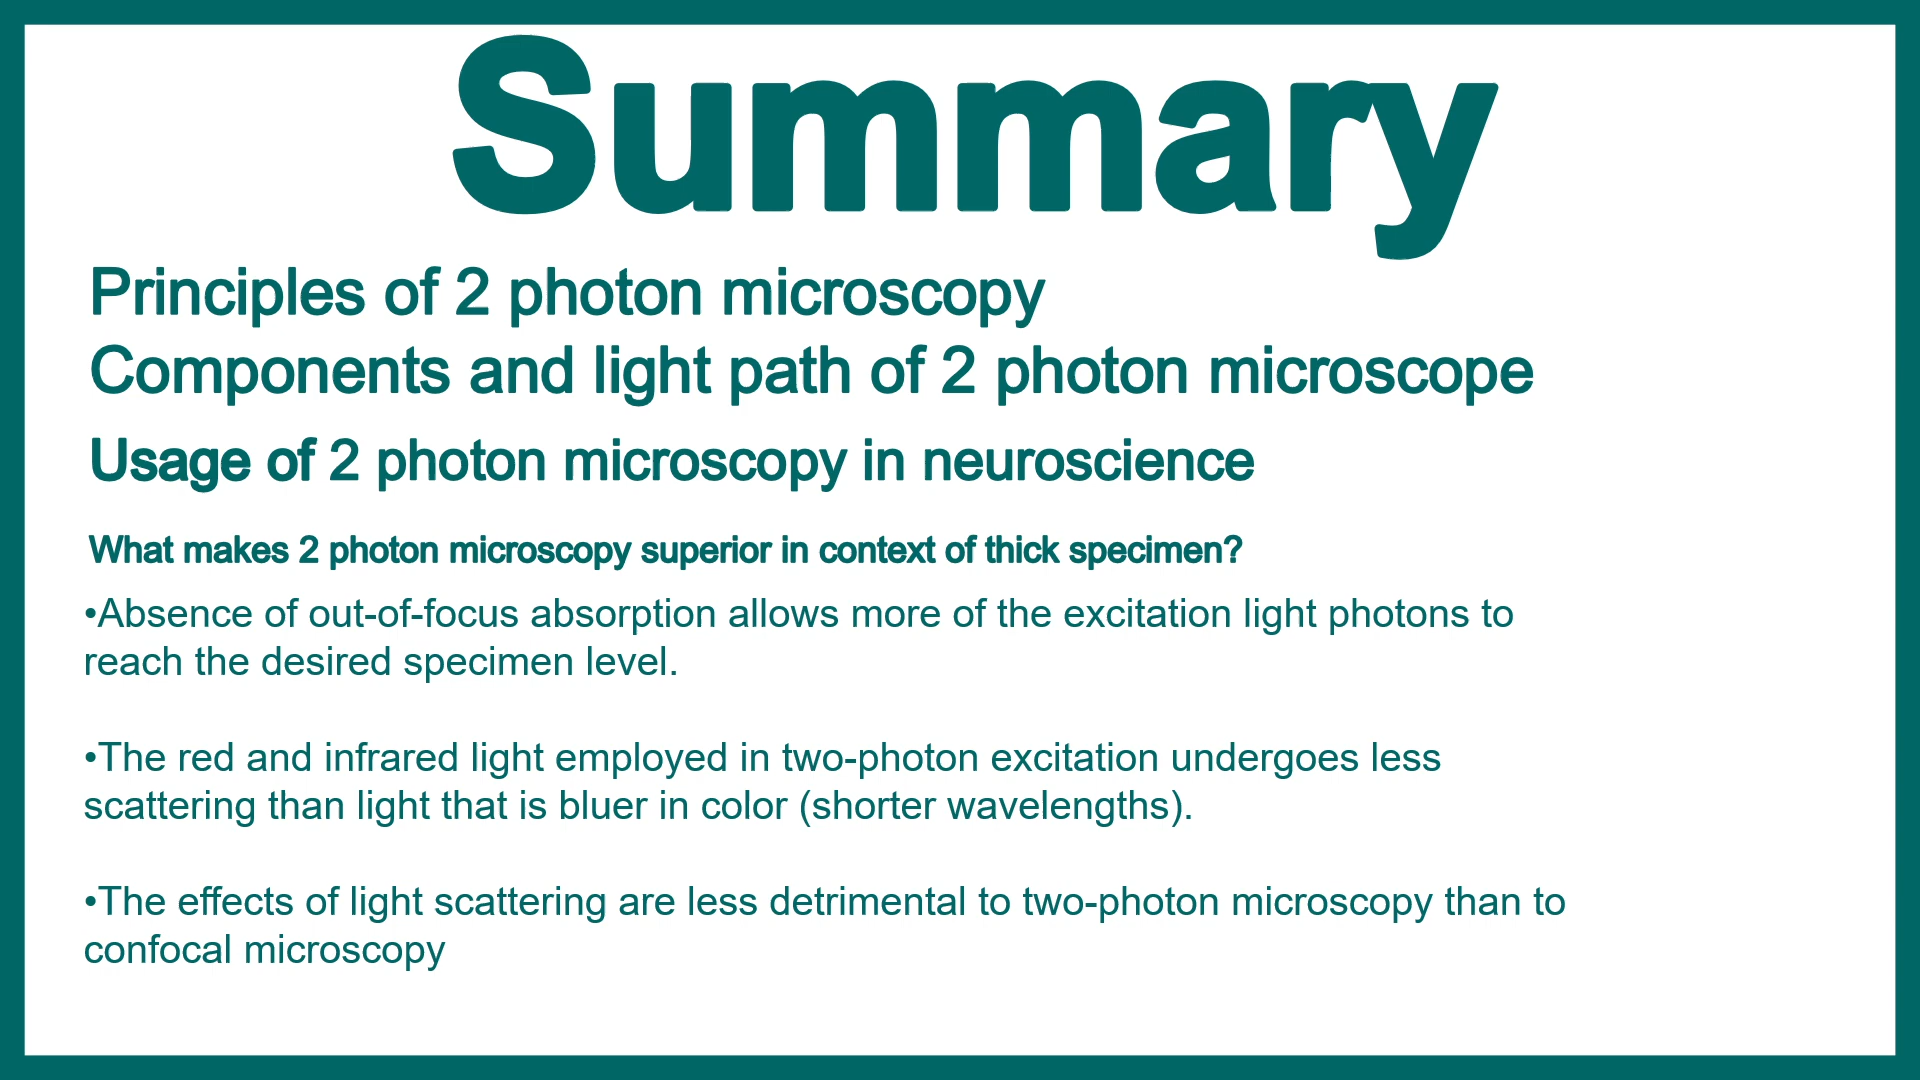 Summary
Principles of 2 photon microscopy
Components and light path of 2 photon microscope
Usage of 2 photon microscopy in neuroscience
What makes 2 photon microscopy superior in context of thick specimen?
•Absence of out-of-focus absorption allows more of the excitation light photons to
reach the desired specimen level.
•The red and infrared light employed in two-photon excitation undergoes less
scattering than light that is bluer in color (shorter wavelengths).
•The effects of light scattering are less detrimental to two-photon microscopy than to
confocal microscopy